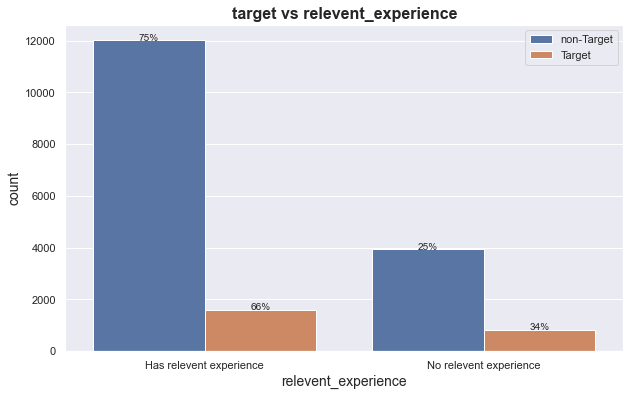 target vs relevent_experience
non-Target
Target
12000
10000
8000
6000
4000
2000
0
count
75%
66%
25%
34%
Has relevent experience
No relevent experience
relevent_experience